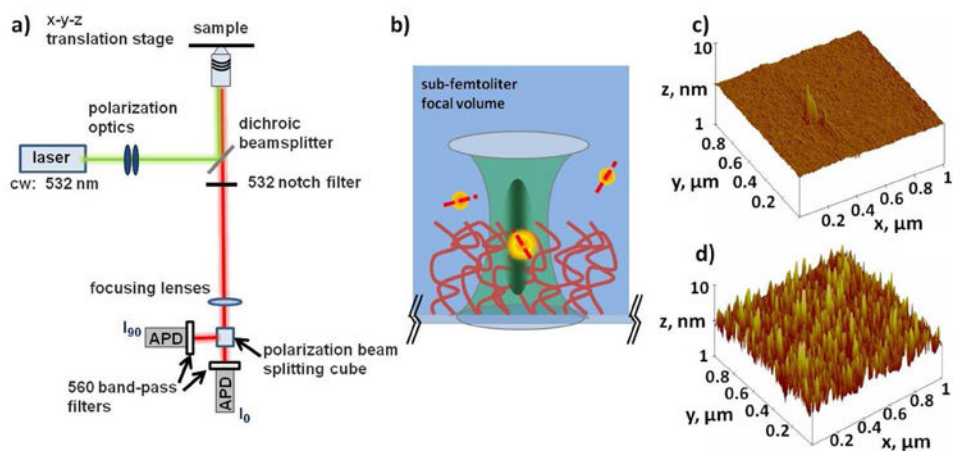 a)
x-y-z
translation stage
sample
polarization
optics
dichroic
beamsplitter
laser
cw: 532 nm
532 notch filter
focusing lenses
I90
APD
polarization beam
splitting cube
560 band-pass
filters
APD
I0
b)
sub-femtoliter
focal volume
c)
10
z, nm
1
y, μm
0.8
0.6
0.4
0.2
0.2
0.4
0.6
0.8
1
x, μm
d)
10
z, nm
1
0.8
0.6
0.4
0.2
y, μm
0.2
0.4
0.6
0.8
1
x, μm